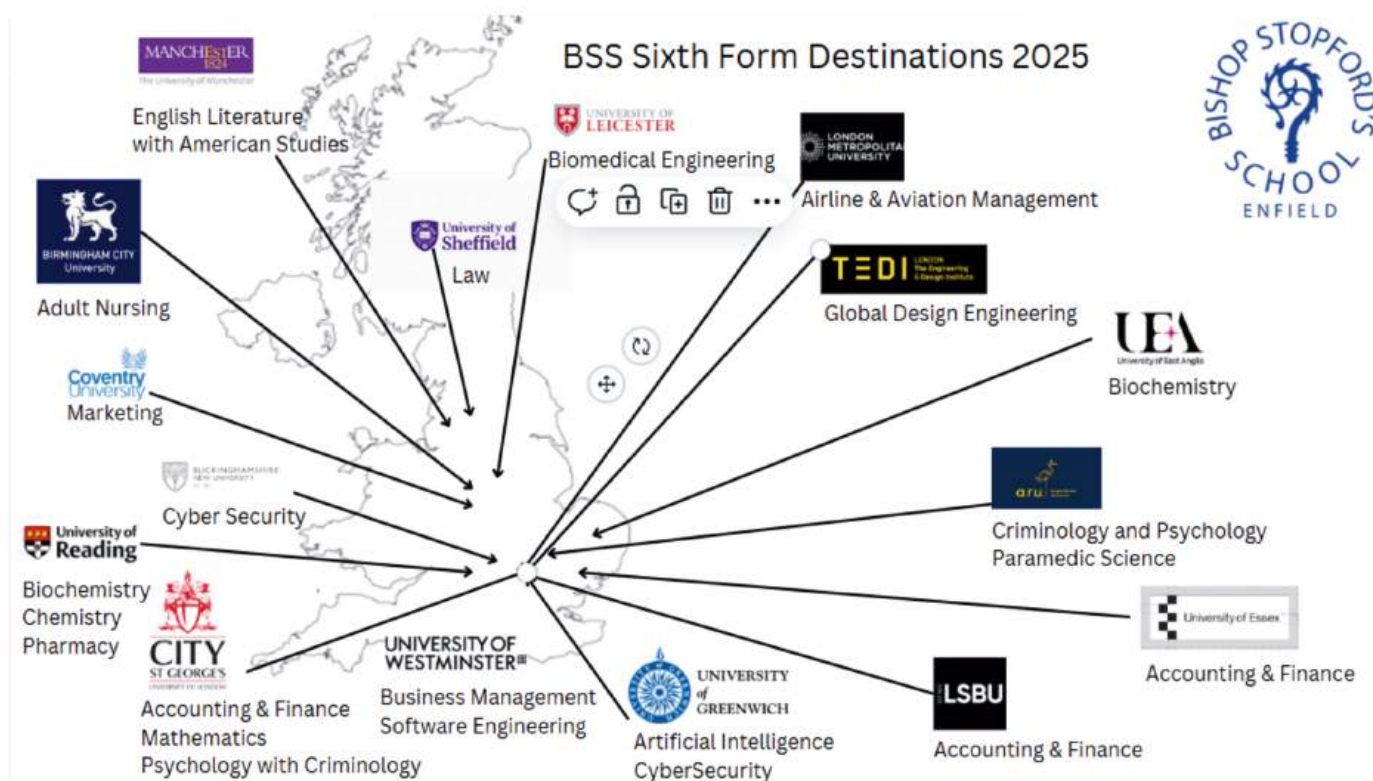 BSS Sixth Form Destinations 2025
BISHOP STOPFORD'S
SCHOOL
ENFIELD
MANCHESTER
1824
The University of Manchester
English Literature
with American Studies
UNIVERSITY OF
LEICESTER
Biomedical Engineering
LONDON
METROPOLITA
UNIVERSITY
Airline & Aviation Management
BIRMINGHAM CITY
University
Adult Nursing
University of
Sheffield
Law
TEDI
LONDON
The Engineering
& Design Institute
Global Design Engineering
UEA
University of East Anglia
Biochemistry
Coventry
University
Marketing
BUCKINGHAMSHIRE
NEW UNIVERSITY
Cyber Security
aru
Criminology and Psychology
Paramedic Science
University of
Reading
Biochemistry
Chemistry
Pharmacy
CITY
ST GEORGE'S
UNIVERSITY OF LONDON
Accounting & Finance
Mathematics
Psychology with Criminology
UNIVERSITY OF
WESTMINSTER
Business Management
Software Engineering
UNIVERSITY
of
GREENWICH
Artificial Intelligence
CyberSecurity
LSBU
Accounting & Finance
University of Essex
Accounting & Finance